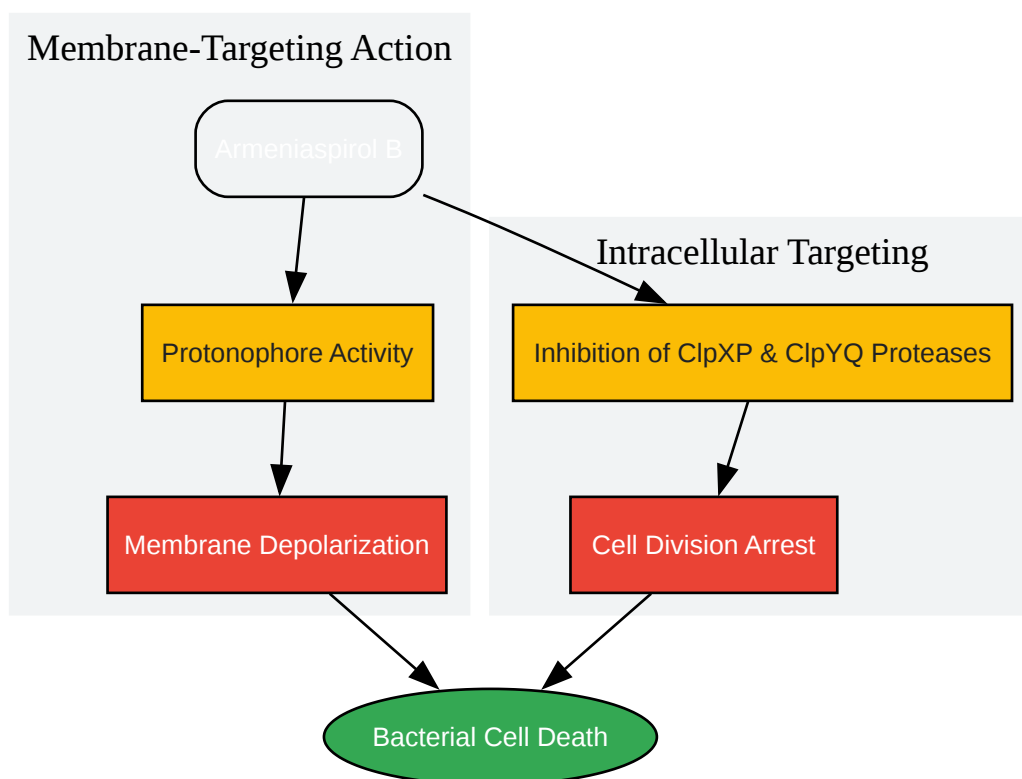 Membrane-Targeting Action
Armeniaspirol B
Intracellular Targeting
Protonophore Activity
Inhibition of ClpXP & ClpYQ Proteases
Membrane Depolarization
Cell Division Arrest
Bacterial Cell Death